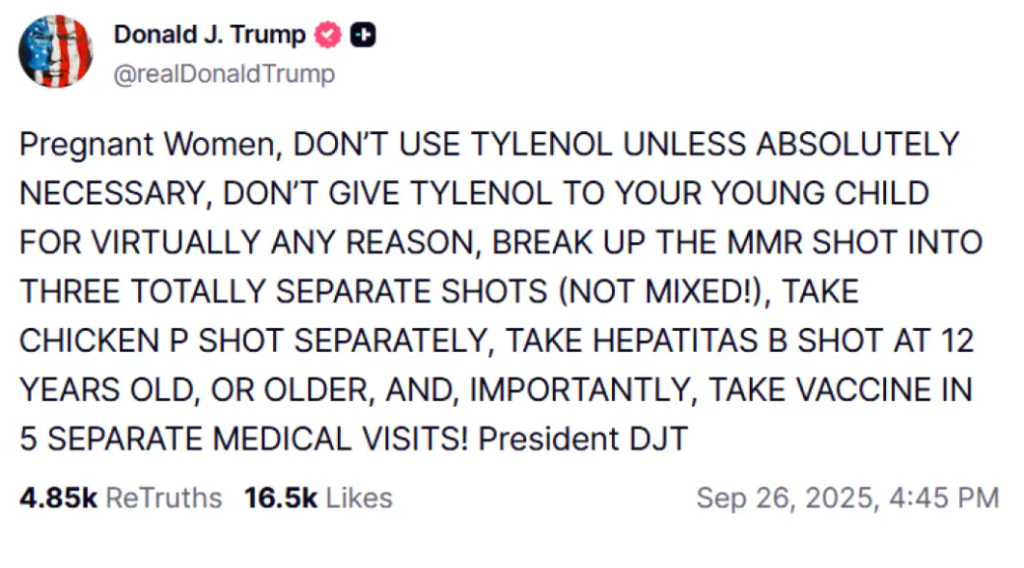 Donald J. Trump
@realDonaldTrump
Pregnant Women, DON’T USE TYLENOL UNLESS ABSOLUTELY
NECESSARY, DON’T GIVE TYLENOL TO YOUR YOUNG CHILD
FOR VIRTUALLY ANY REASON, BREAK UP THE MMR SHOT INTO
THREE TOTALLY SEPARATE SHOTS (NOT MIXED!), TAKE
CHICKEN P SHOT SEPARATELY, TAKE HEPATITAS B SHOT AT 12
YEARS OLD, OR OLDER, AND, IMPORTANTLY, TAKE VACCINE IN
5 SEPARATE MEDICAL VISITS! President DJT
4.85k ReTruths 16.5k Likes Sep 26, 2025, 4:45 PM